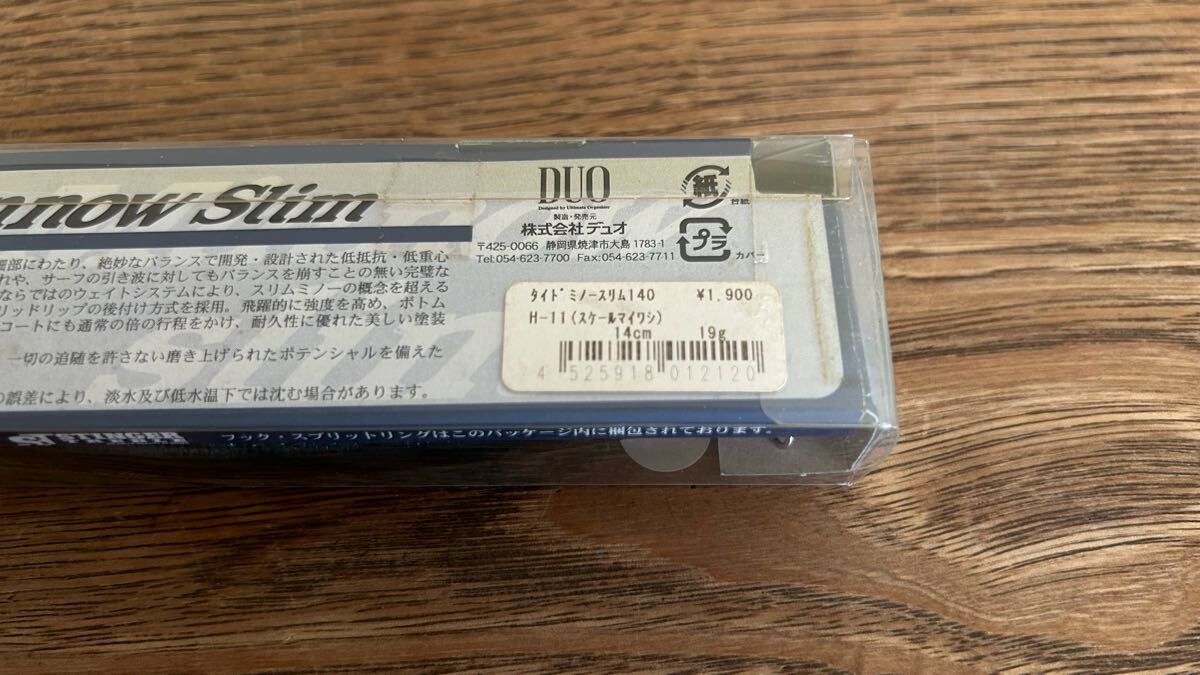 nnow Slim
細部にわたり、絶妙なバランスで開発・設計された低抵抗・低重心
れや、サーフの引き波に対してもバランスを崩すことの無い完璧な
ならではのウェイトシステムにより、スリムミノーの概念を超える
リッドリップの後付け方式を採用。飛躍的に強度を高め、ボトム
コートにも通常の倍の行程をかけ、耐久性に優れた美しい塗装
一切の追随を許さない磨き上げられたポテンシャルを備えた
の誤差により、淡水及び低水温下では沈む場合があります。
フック・スプリットリングはこのパッケージ内に梱包されております。
DUO
Designed by Ultimate Organizer
製造・発売元
株式会社デュオ
〒425-0066 静岡県焼津市大島1783-1
Tel:054-623-7700 Fax:054-623-7711
紙
台紙
プラ
カバー
タイドミノースリム140 ¥1,900
H-11(スケールマイワシ)
14cm 19g
4 525918 012120